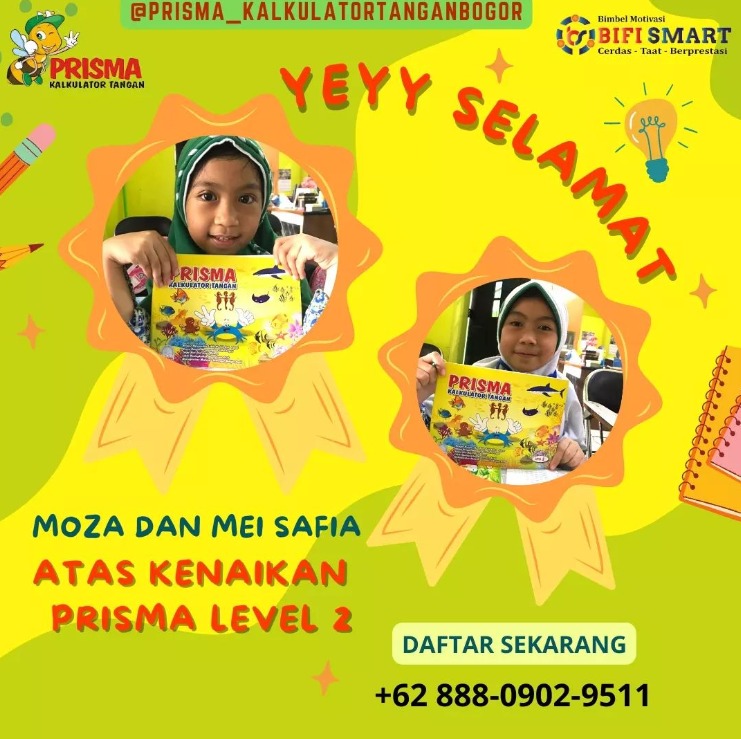 @PRISMA_KALKULATORTANGANBOGOR
PRISMA
KALKULATOR TANGAN
Bimbel Motivasi
BIFI SMART
Cerdas - Taat - Berprestasi
YEYY SELAMAT
PRISMA
KALKULATOR TANGAN
PRISMA
KALKULATOR TANGAN
MOZA DAN MEI SAFIA
ATAS KENAIKAN
PRISMA LEVEL 2
DAFTAR SEKARANG
+62 888-0902-9511